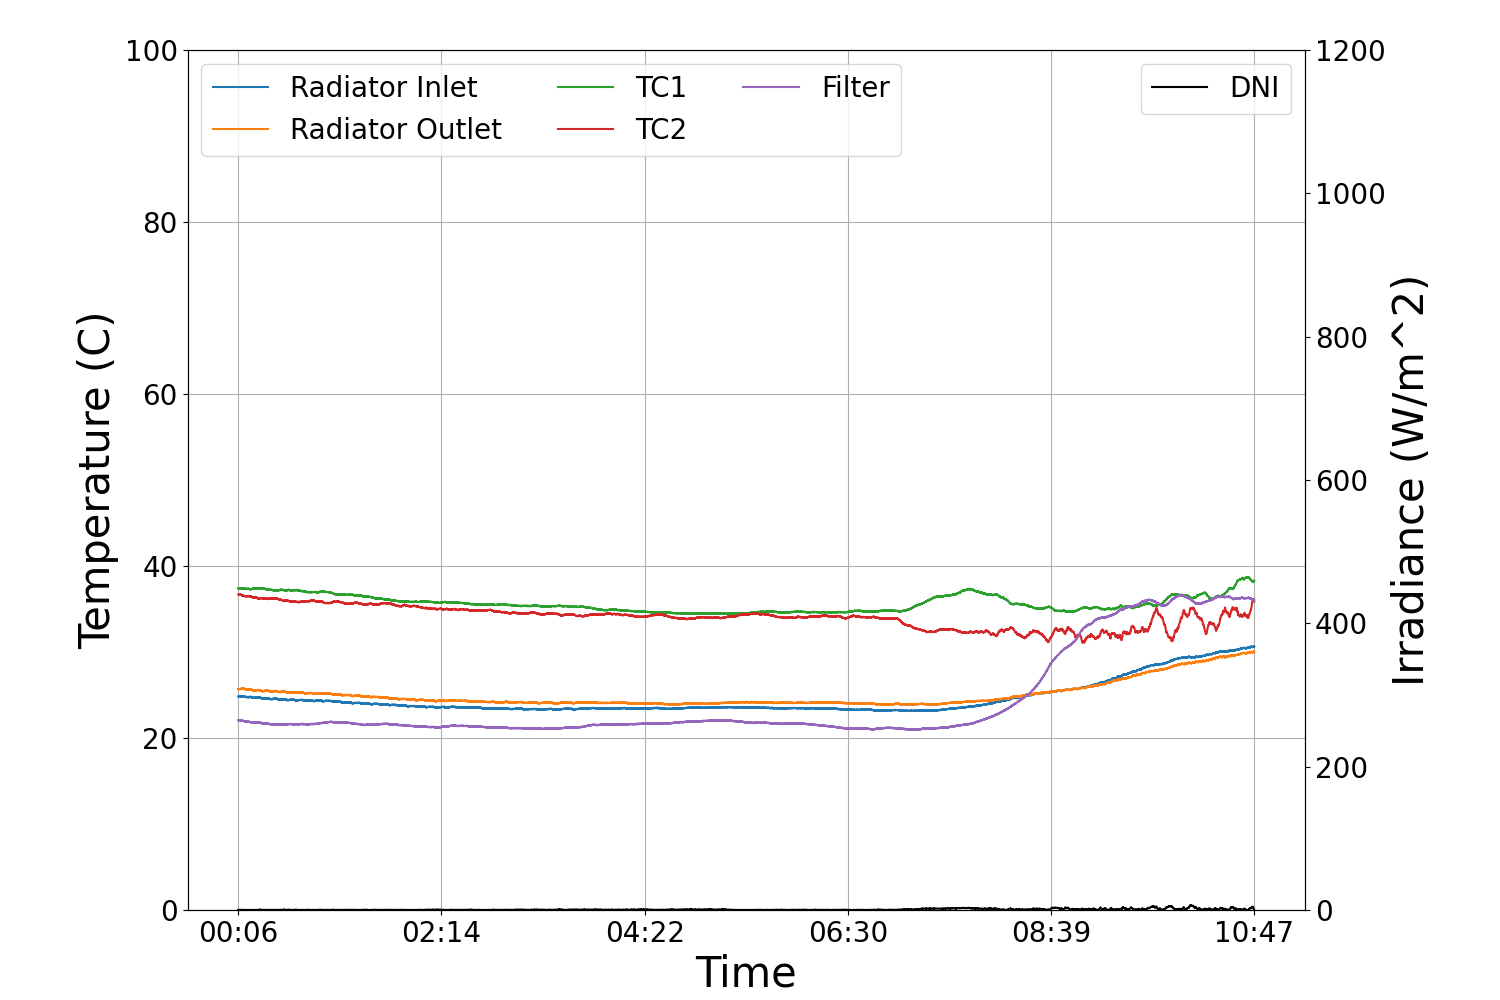 Radiator Inlet
Radiator Outlet
TC1
TC2
Filter
DNI
Temperature (C)
100
80
60
40
20
0
1200
1000
800
600
400
200
0
Irradiance (W/m^2)
00:06 02:14 04:22 06:30 08:39 10:47
Time